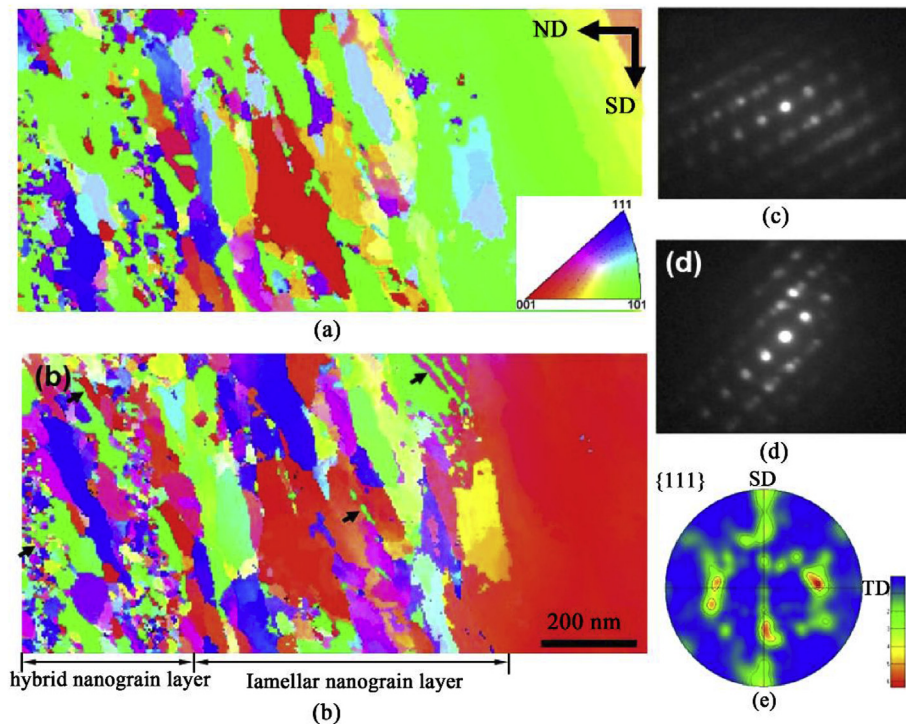 ND
SD
111
001
101
(a)
(c)
(b)
(d)
200 nm
hybrid nanograin layer
lamellar nanograin layer
(b)
(d)
{111}
SD
TD
(e)